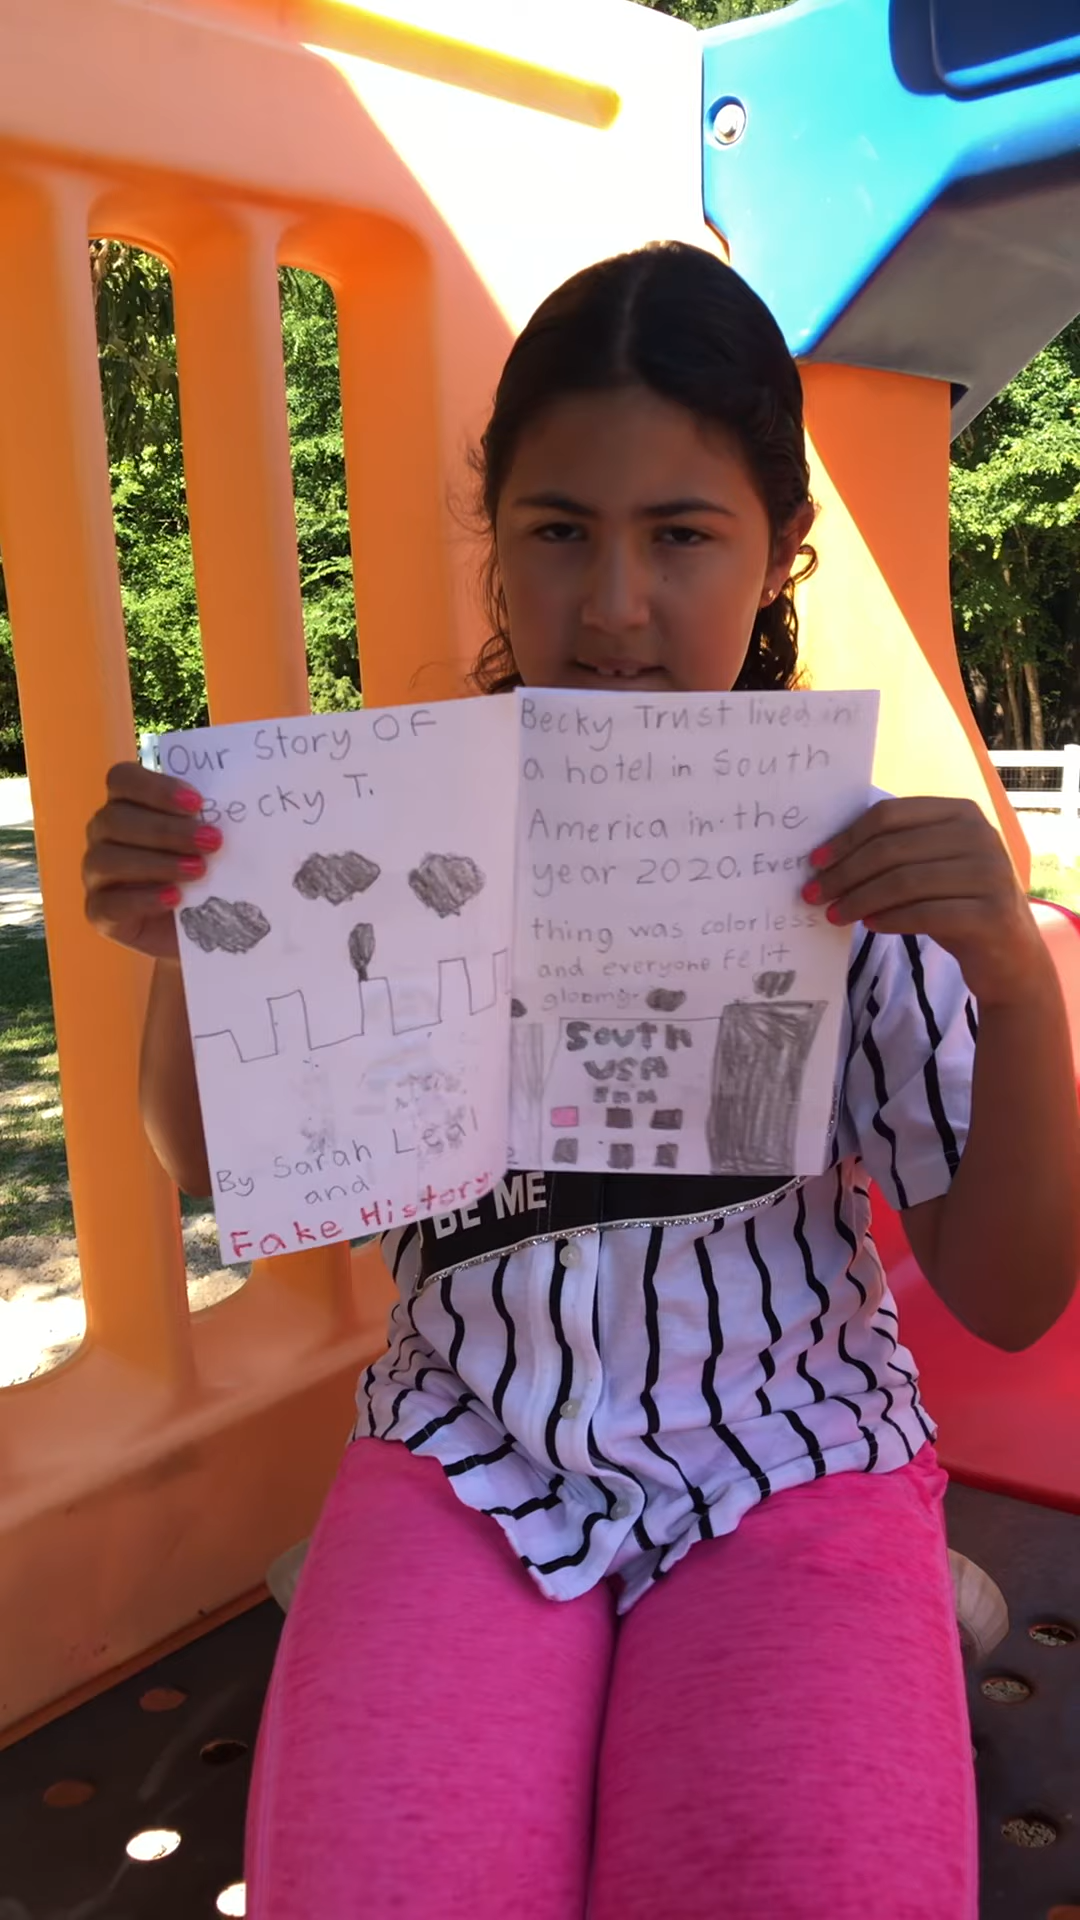 Our Story OF
Becky T.
By Sarah Leal
and
Fake History
Becky Trust lived in
a hotel in South
America in the
year 2020. Every
thing was colorless
and everyone felt
gloomy.
South
USA
Inn
BE ME